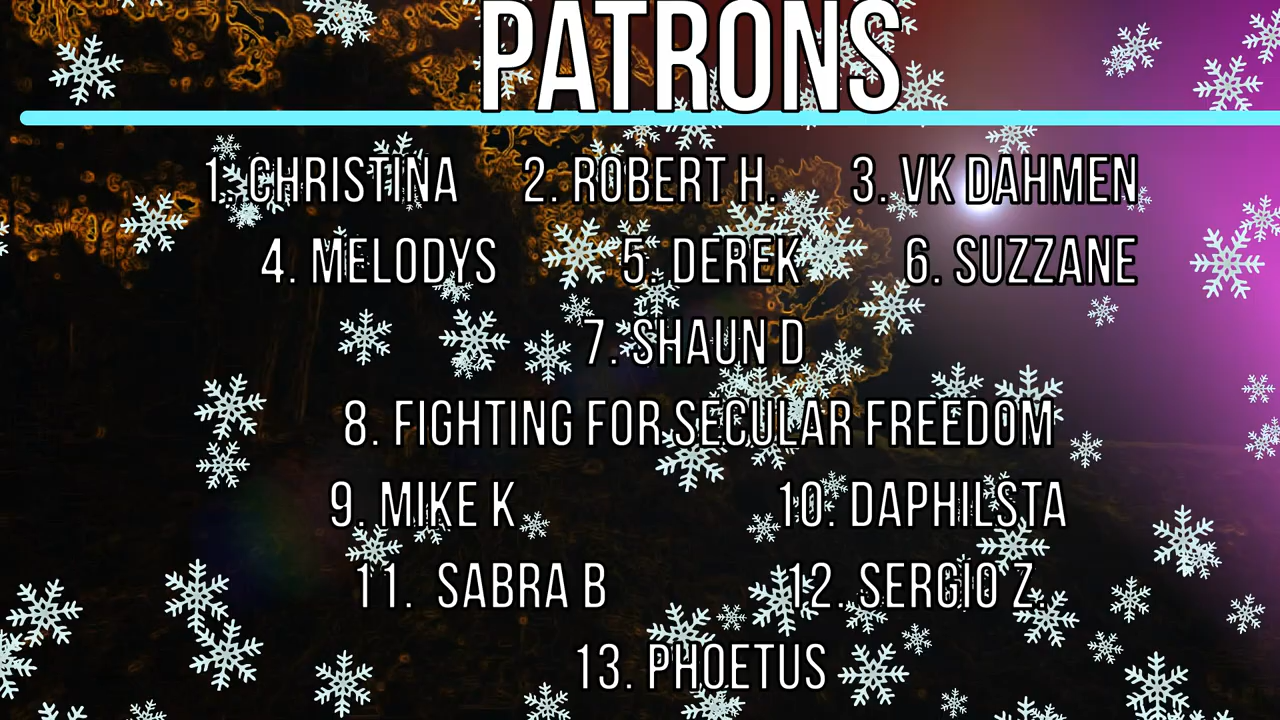 PATRONS
1. CHRISTINA 2. ROBERT H. 3. VK DAHMEN
4. MELODYS 5. DEREK 6. SUZZANE
7. SHAUN D
8. FIGHTING FOR SECULAR FREEDOM
9. MIKE K 10. DAPHILSTA
11. SABRA B 12. SERGIO Z.
13. PHOETUS